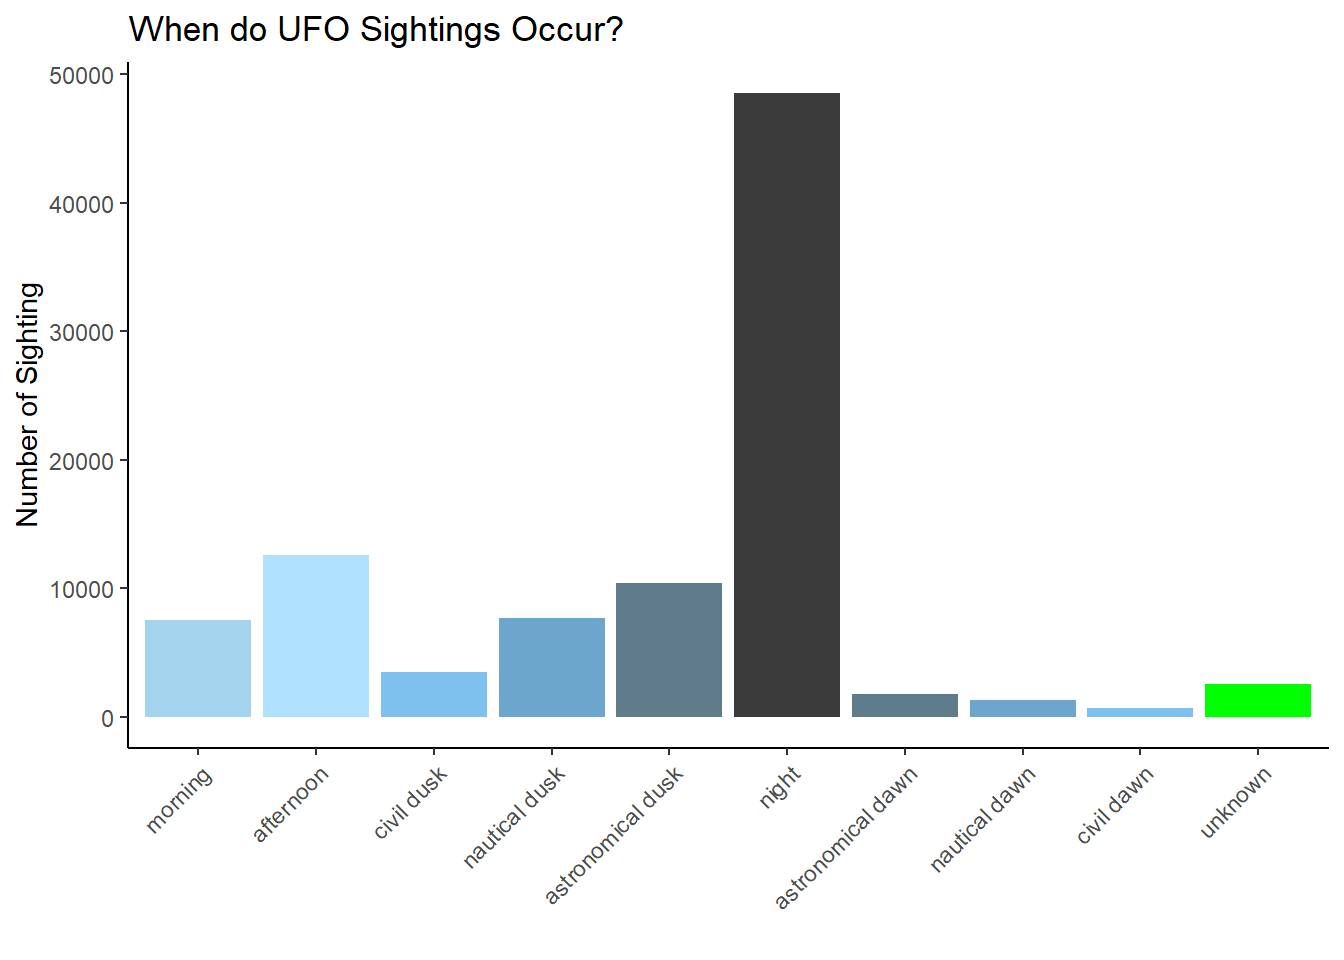 When do UFO Sightings Occur?
Number of Sighting
50000
40000
30000
20000
10000
0
morning
afternoon
civil dusk
nautical dusk
astronomical dusk
night
astronomical dawn
nautical dawn
civil dawn
unknown